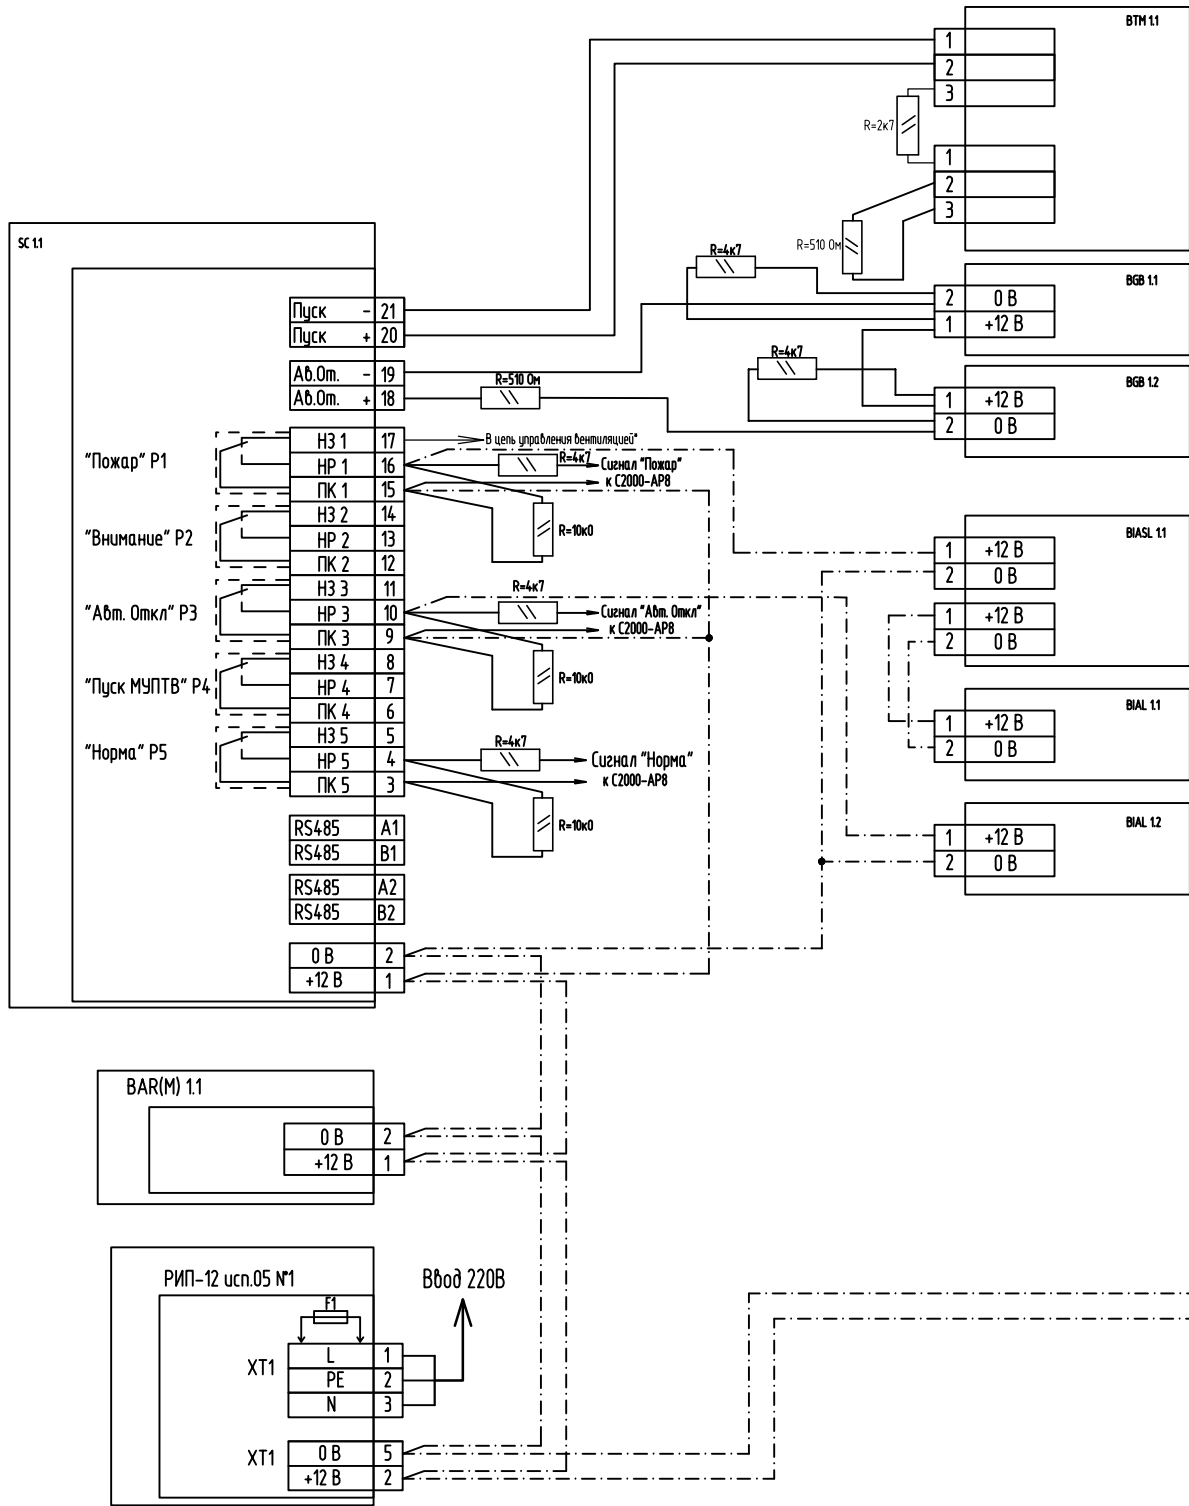 BTM 1.1
1
2
3
R=2к7
1
2
3
R=510 Ом
SC 1.1
R=4к7
BGB 1.1
2 0 В
1 +12 В
Пуск - 21
Пуск + 20
R=4к7
BGB 1.2
Ав.От. - 19
Ав.От. + 18
R=510 Ом
1 +12 В
2 0 В
"Пожар" Р1
НЗ 1 17
В цепь управления вентиляцией"
НР 1 16
R=4к7
Сигнал "Пожар"
к С2000-АР8
ПК 1 15
R=10к0
"Внимание" Р2
НЗ 2 14
НР 2 13
ПК 2 12
BIASL 1.1
1 +12 В
2 0 В
1 +12 В
2 0 В
"Авт. Откл" Р3
НЗ 3 11
НР 3 10
R=4к7
Сигнал "Авт. Откл"
к С2000-АР8
ПК 3 9
R=10к0
"Пуск МУПТВ" Р4
НЗ 4 8
НР 4 7
ПК 4 6
BIAL 1.1
1 +12 В
2 0 В
"Норма" Р5
НЗ 5 5
НР 5 4
R=4к7
Сигнал "Норма"
к С2000-АР8
ПК 5 3
R=10к0
BIAL 1.2
1 +12 В
2 0 В
RS485 A1
RS485 B1
RS485 A2
RS485 B2
0 В 2
+12 В 1
BAR(M) 1.1
0 В 2
+12 В 1
РИП-12 исп.05 №1
Ввод 220В
F1
XT1
L 1
PE 2
N 3
XT1
0 В 5
+12 В 2